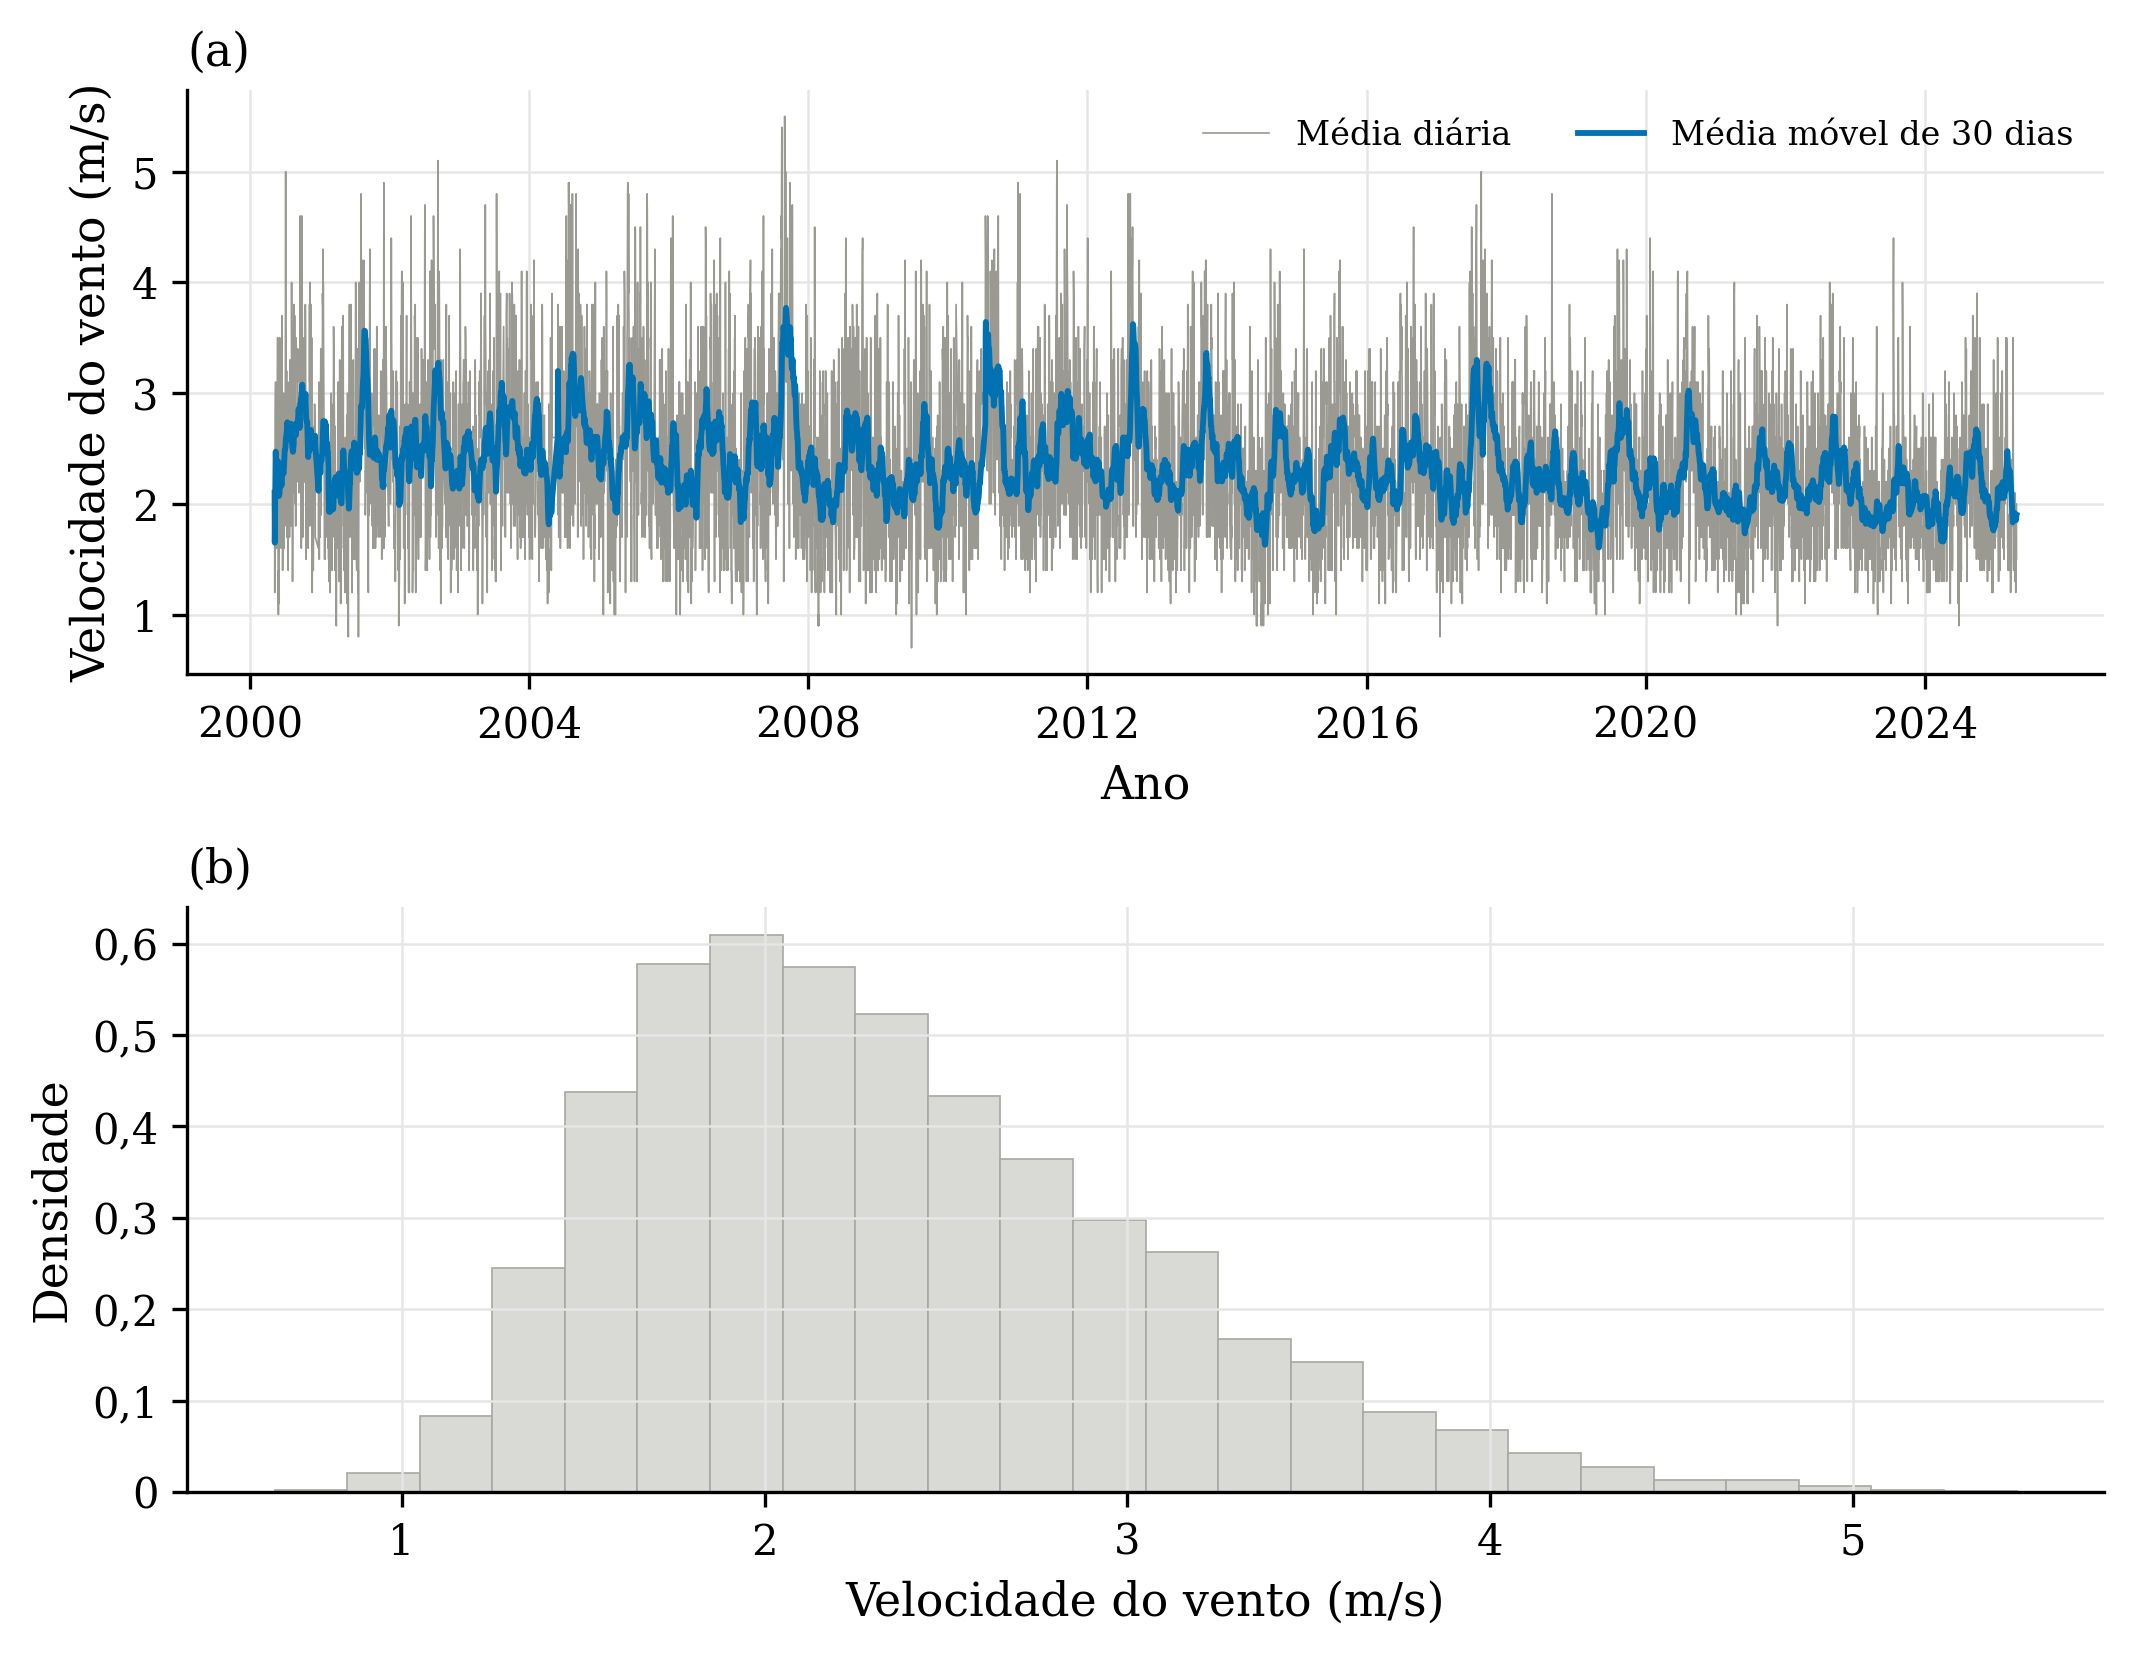 (a)
Velocidade do vento (m/s)
5
4
3
2
1
Média diária
Média móvel de 30 dias
2000 2004 2008 2012 2016 2020 2024
Ano
(b)
Densidade
0,6
0,5
0,4
0,3
0,2
0,1
0
1 2 3 4 5
Velocidade do vento (m/s)